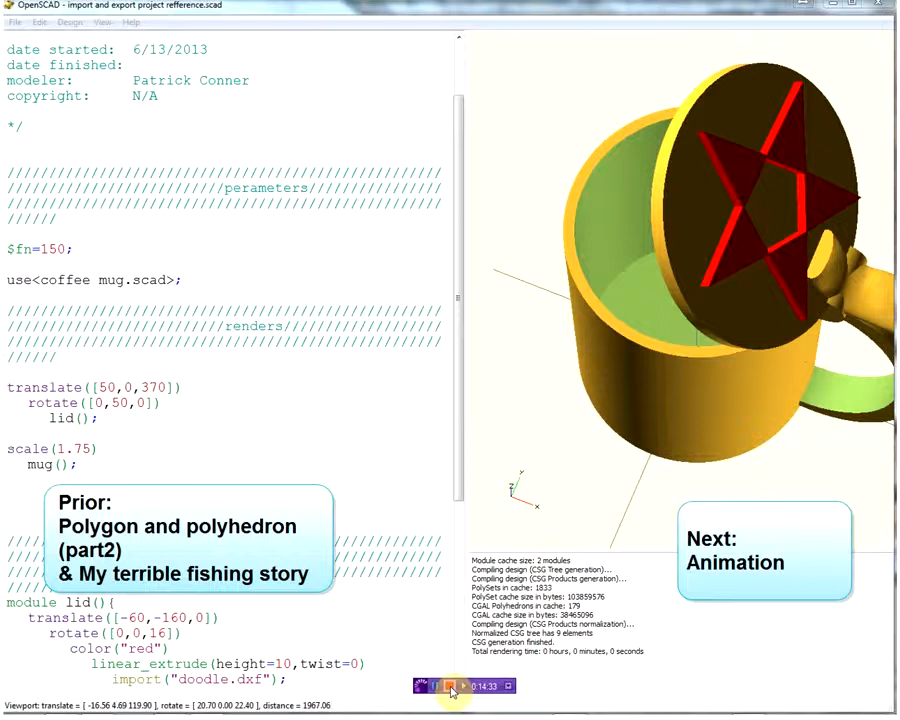 OpenSCAD - import and export project refference.scad
File Edit Design View Help
date started: 6/13/2013
date finished:
modeler: Patrick Conner
copyright: N/A
*/
/////////////////////////////////////////////////////
//////////////////////////perameters////////////////
/////////////////////////////////////////////////////
//////
$fn=150;
use<coffee mug.scad>;
/////////////////////////////////////////////////////
//////////////////////////renders///////////////////
/////////////////////////////////////////////////////
//////
translate([50,0,370])
rotate([0,50,0])
lid();
scale(1.75)
mug();
Prior:
Polygon and polyhedron
(part2)
& My terrible fishing story
module lid(){
translate([-60,-160,0])
rotate([0,0,16])
color("red")
linear_extrude(height=10,twist=0)
import("doodle.dxf");
Y
Z
X
Module cache size: 2 modules
Compiling design (CSG Tree generation)...
Compiling design (CSG Products generation)...
PolySets in cache: 1833
PolySet cache size in bytes: 103859576
CGAL Polyhedrons in cache: 179
CGAL cache size in bytes: 38465096
Compiling design (CSG Products normalization)...
Normalized CSG tree has 9 elements
CSG generation finished.
Total rendering time: 0 hours, 0 minutes, 0 seconds
Next:
Animation
0:14:33
Viewport: translate = [ -16.56 4.69 119.90 ], rotate = [ 20.70 0.00 22.40 ], distance = 1967.06